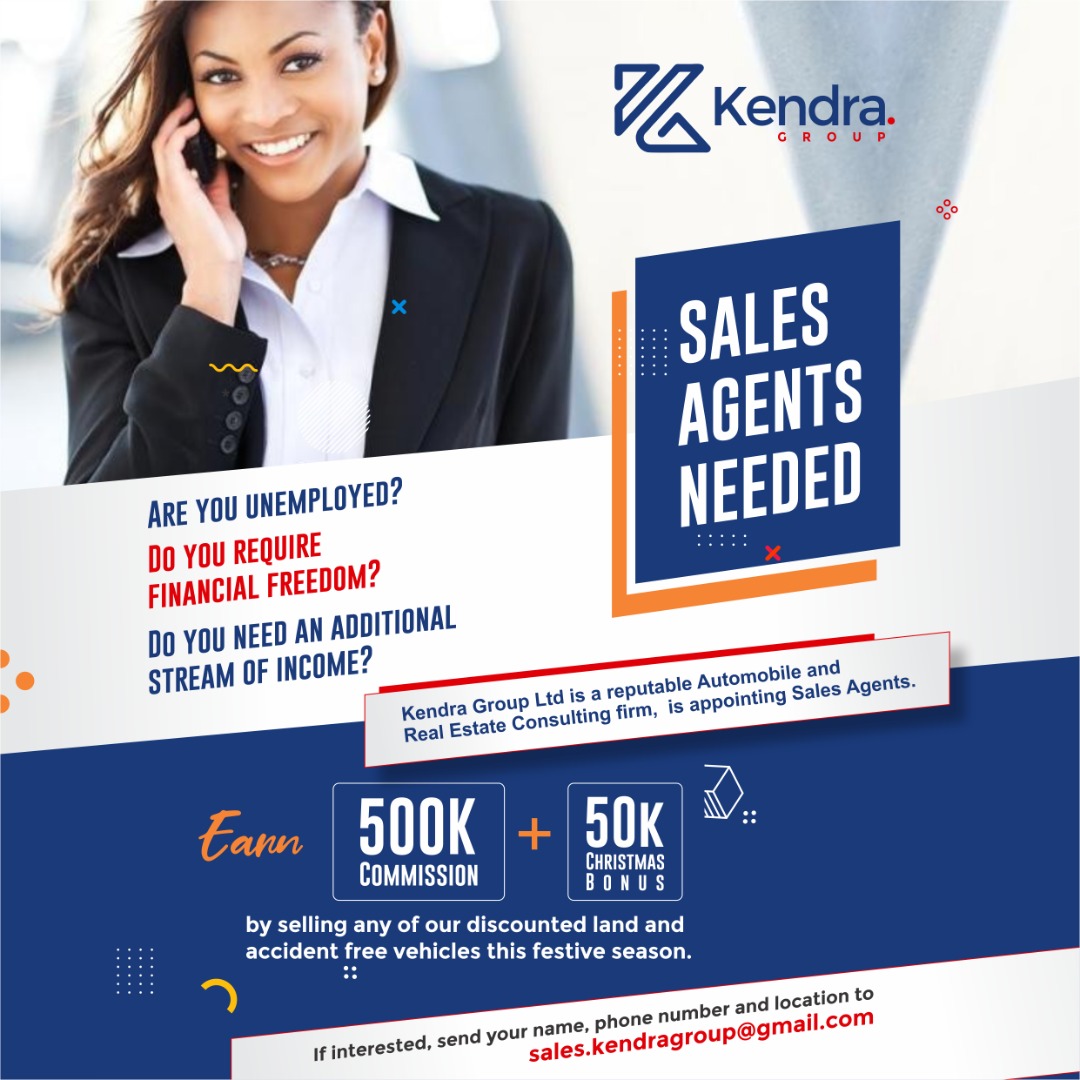 Kendra.
GROUP
SALES
AGENTS
NEEDED
ARE YOU UNEMPLOYED?
DO YOU REQUIRE
FINANCIAL FREEDOM?
DO YOU NEED AN ADDITIONAL
STREAM OF INCOME?
Kendra Group Ltd is a reputable Automobile and
Real Estate Consulting firm, is appointing Sales Agents.
Earn
500K
COMMISSION
+
50K
CHRISTMAS
BONUS
by selling any of our discounted land and
accident free vehicles this festive season.
If interested, send your name, phone number and location to
sales.kendragroup@gmail.com